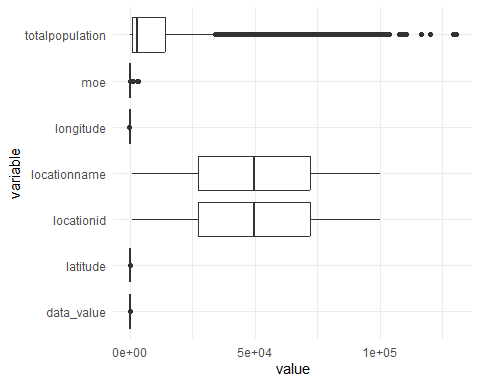 totalpopulation
moe
longitude
locationname
locationid
latitude
data_value
variable
0e+00 5e+04 1e+05
value